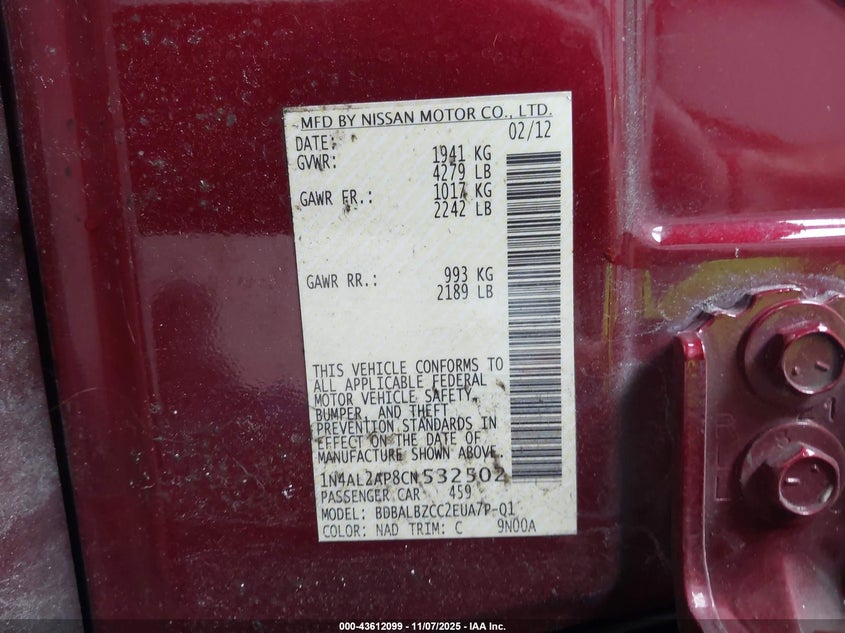 MFD BY NISSAN MOTOR CO., LTD.
DATE: 02/12
GVWR: 1941 KG
4279 LB
GAWR FR.: 1017 KG
2242 LB
GAWR RR.: 993 KG
2189 LB
THIS VEHICLE CONFORMS TO
ALL APPLICABLE FEDERAL
MOTOR VEHICLE SAFETY,
BUMPER, AND THEFT
PREVENTION STANDARDS IN
EFFECT ON THE DATE OF
MANUFACTURE SHOWN ABOVE.
1N4AL2AP8CN532502
PASSENGER CAR 459
MODEL: BDBALBZCC2EUA7P-Q1
COLOR: NAD TRIM: C 9N00A
000-43612099 - 11/07/2025 - IAA Inc.